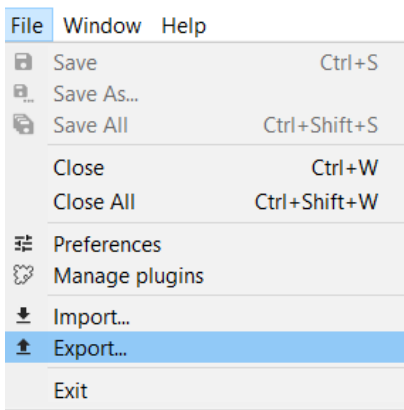 File Window Help
Save Ctrl+S
Save As...
Save All Ctrl+Shift+S
Close Ctrl+W
Close All Ctrl+Shift+W
Preferences
Manage plugins
Import...
Export...
Exit